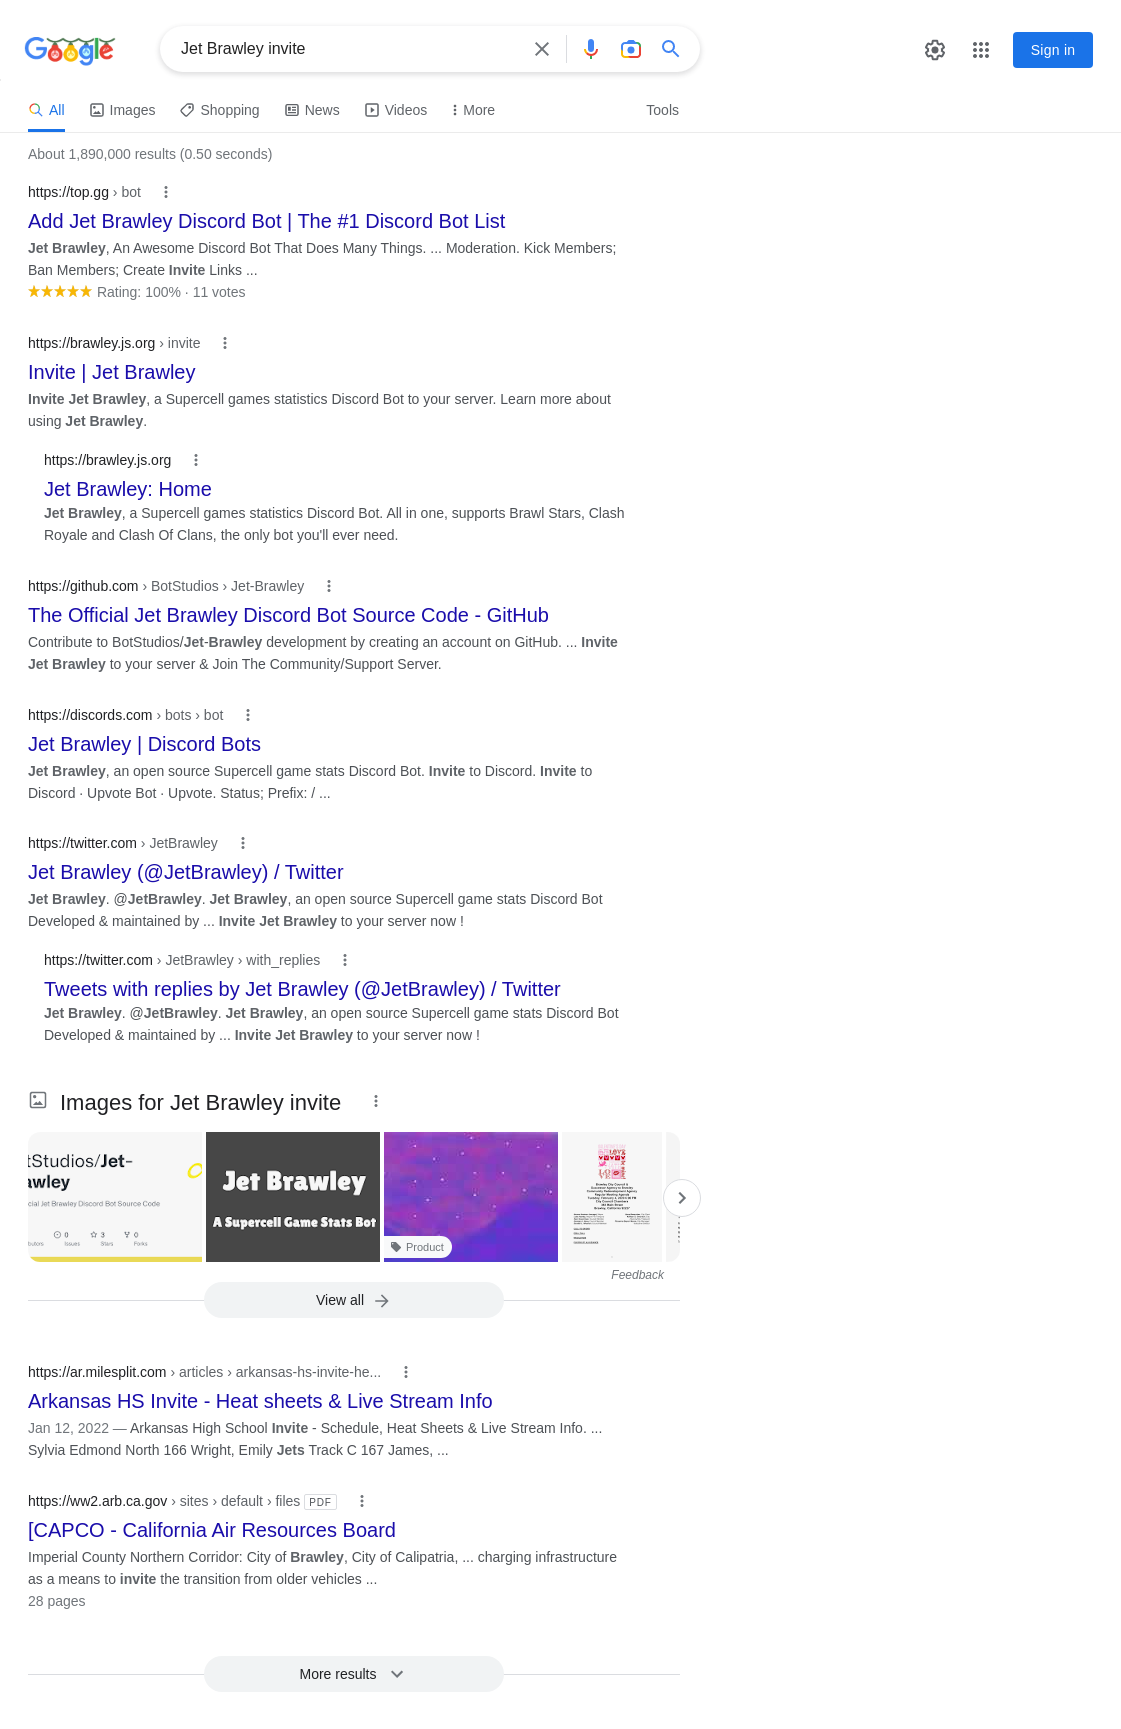 Google
Jet Brawley invite
Sign in
All Images Shopping News Videos More Tools
About 1,890,000 results (0.50 seconds)
https://top.gg › bot
Add Jet Brawley Discord Bot | The #1 Discord Bot List
Jet Brawley, An Awesome Discord Bot That Does Many Things. ... Moderation. Kick Members;
Ban Members; Create Invite Links ...
Rating: 100% · 11 votes
https://brawley.js.org › invite
Invite | Jet Brawley
Invite Jet Brawley, a Supercell games statistics Discord Bot to your server. Learn more about
using Jet Brawley.
https://brawley.js.org
Jet Brawley: Home
Jet Brawley, a Supercell games statistics Discord Bot. All in one, supports Brawl Stars, Clash
Royale and Clash Of Clans, the only bot you'll ever need.
https://github.com › BotStudios › Jet-Brawley
The Official Jet Brawley Discord Bot Source Code - GitHub
Contribute to BotStudios/Jet-Brawley development by creating an account on GitHub. ... Invite
Jet Brawley to your server & Join The Community/Support Server.
https://discords.com › bots › bot
Jet Brawley | Discord Bots
Jet Brawley, an open source Supercell game stats Discord Bot. Invite to Discord. Invite to
Discord · Upvote Bot · Upvote. Status; Prefix: / ...
https://twitter.com › JetBrawley
Jet Brawley (@JetBrawley) / Twitter
Jet Brawley. @JetBrawley. Jet Brawley, an open source Supercell game stats Discord Bot
Developed & maintained by ... Invite Jet Brawley to your server now !
https://twitter.com › JetBrawley › with_replies
Tweets with replies by Jet Brawley (@JetBrawley) / Twitter
Jet Brawley. @JetBrawley. Jet Brawley, an open source Supercell game stats Discord Bot
Developed & maintained by ... Invite Jet Brawley to your server now !
Images for Jet Brawley invite
tStudios/Jet-
awley
cial Jet Brawley Discord Bot Source Code
0 3 0
butors Issues Stars Forks
Jet Brawley
A Supercell Game Stats Bot
Product
Feedback
View all
https://ar.milesplit.com › articles › arkansas-hs-invite-he...
Arkansas HS Invite - Heat sheets & Live Stream Info
Jan 12, 2022 — Arkansas High School Invite - Schedule, Heat Sheets & Live Stream Info. ...
Sylvia Edmond North 166 Wright, Emily Jets Track C 167 James, ...
https://ww2.arb.ca.gov › sites › default › files PDF
[CAPCO - California Air Resources Board
Imperial County Northern Corridor: City of Brawley, City of Calipatria, ... charging infrastructure
as a means to invite the transition from older vehicles ...
28 pages
More results